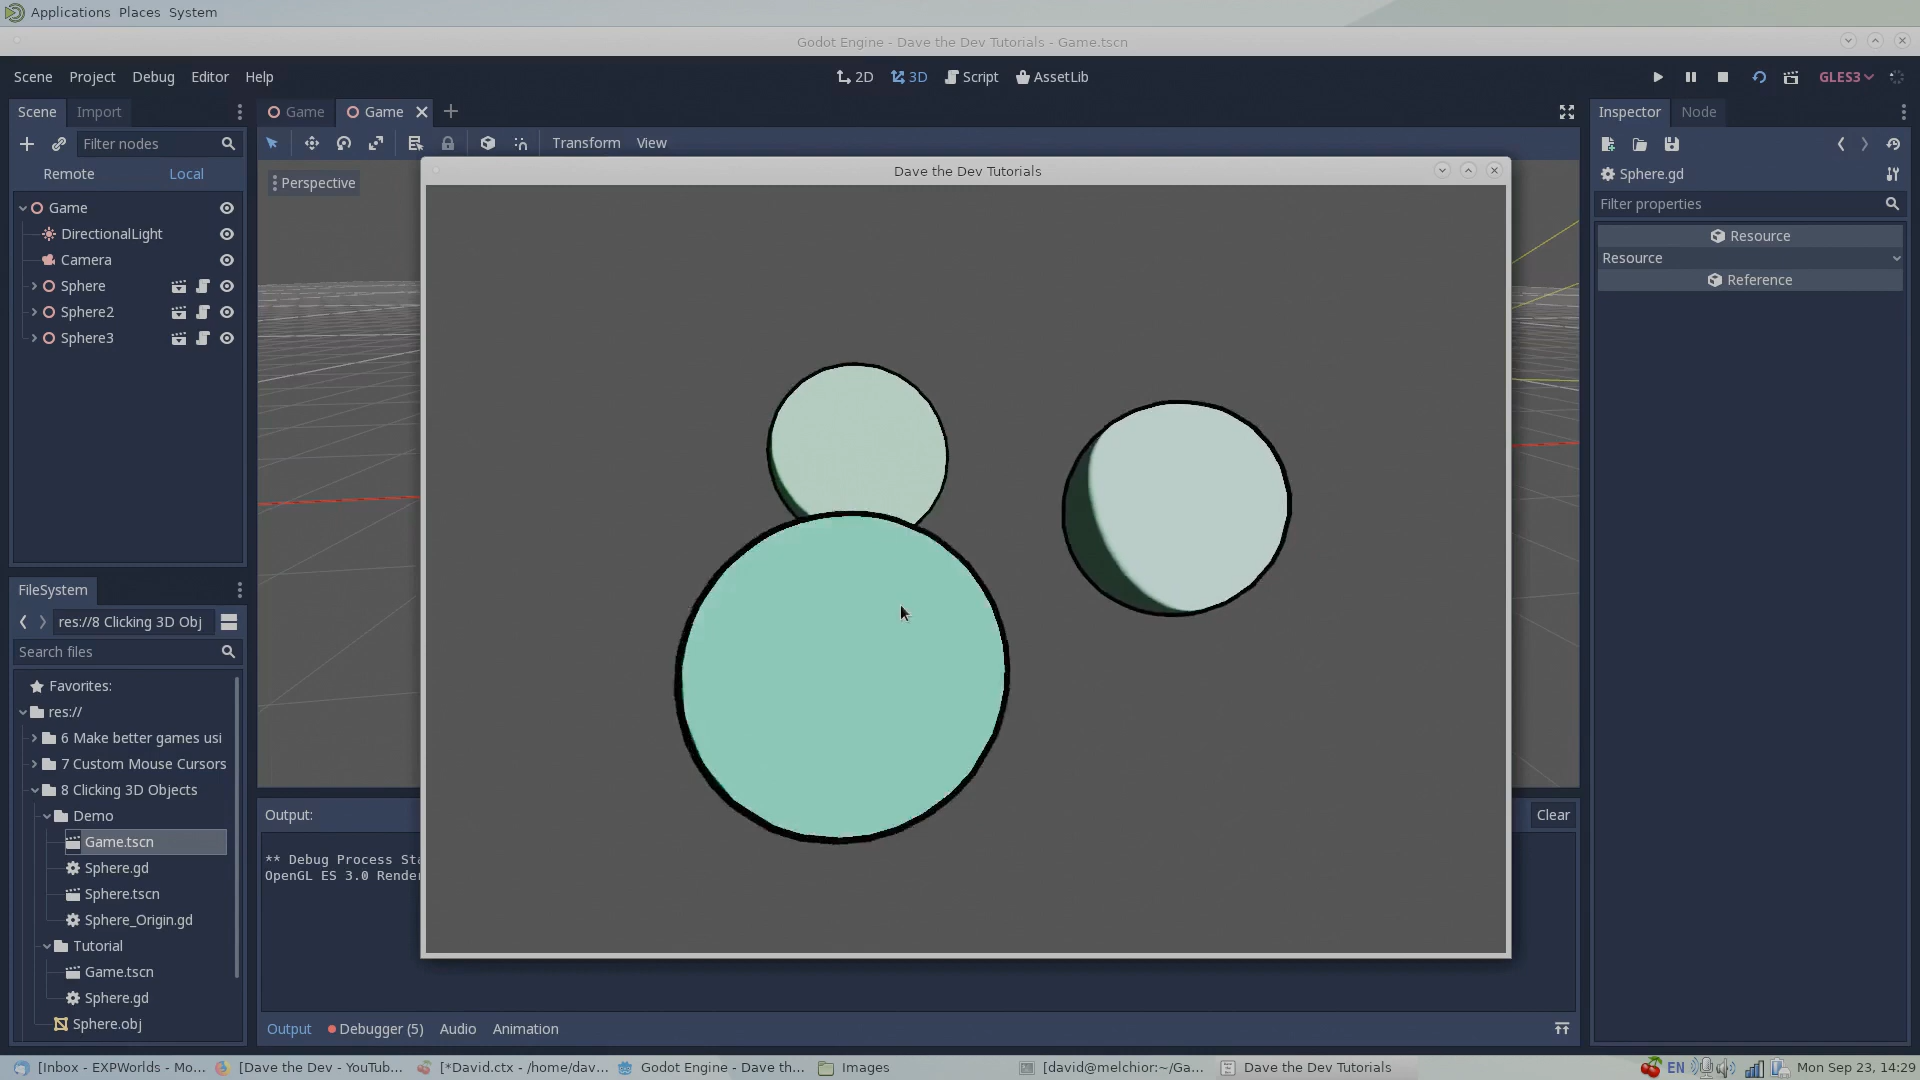 Applications Places System
Godot Engine - Dave the Dev Tutorials - Game.tscn
Scene Project Debug Editor Help
2D 3D Script AssetLib
GLES3
Scene Import
Game Game
Inspector Node
Filter nodes
Transform View
Remote Local
Perspective
Dave the Dev Tutorials
Sphere.gd
Filter properties
Game
DirectionalLight
Camera
Sphere
Sphere2
Sphere3
Resource
Resource
Reference
FileSystem
res://8 Clicking 3D Obj
Search files
Favorites:
res://
6 Make better games usi
7 Custom Mouse Cursors
8 Clicking 3D Objects
Demo
Game.tscn
Sphere.gd
Sphere.tscn
Sphere_Origin.gd
Tutorial
Game.tscn
Sphere.gd
Sphere.obj
Output:
Clear
** Debug Process Sta
OpenGL ES 3.0 Render
Output Debugger (5) Audio Animation
[Inbox - EXPWorlds - Mo... [Dave the Dev - YouTub... [*David.ctx - /home/dav... Godot Engine - Dave th... Images [david@melchior:~/Ga... Dave the Dev Tutorials
EN Mon Sep 23, 14:29